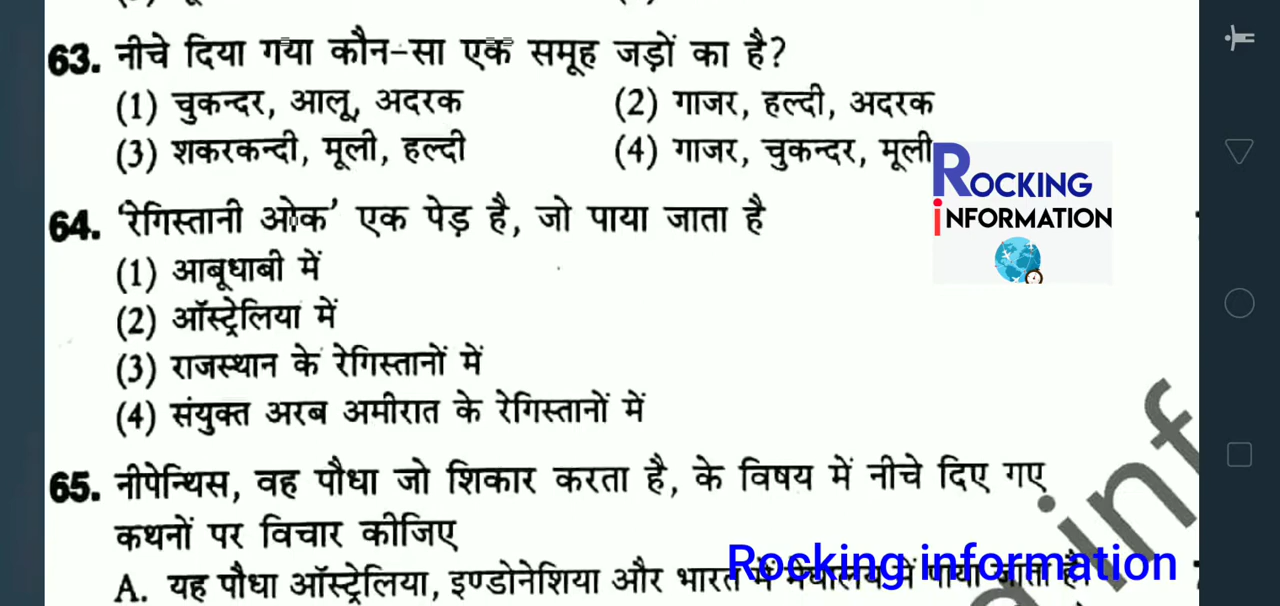 63. नीचे दिया गया कौन-सा एक समूह जड़ों का है?
(1) चुकन्दर, आलू, अदरक (2) गाजर, हल्दी, अदरक
(3) शकरकन्दी, मूली, हल्दी (4) गाजर, चुकन्दर, मूली
ROCKING
iNFORMATION
64. 'रेगिस्तानी ओक' एक पेड़ है, जो पाया जाता है
(1) आबूधाबी में
(2) ऑस्ट्रेलिया में
(3) राजस्थान के रेगिस्तानों में
(4) संयुक्त अरब अमीरात के रेगिस्तानों में
65. नीपेन्थिस, वह पौधा जो शिकार करता है, के विषय में नीचे दिए गए
कथनों पर विचार कीजिए
A. यह पौधा ऑस्ट्रेलिया, इण्डोनेशिया और भारत में मेघालय में पाया जाता है।
Rocking information
inf